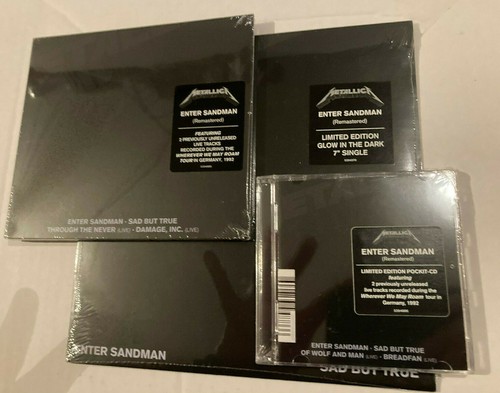 METALLICA
ENTER SANDMAN
(Remastered)
FEATURING
2 PREVIOUSLY UNRELEASED
LIVE TRACKS
RECORDED DURING THE
WHEREVER WE MAY ROAM
TOUR in GERMANY, 1992
ENTER SANDMAN · SAD BUT TRUE
THROUGH THE NEVER (LIVE) · DAMAGE, INC. (LIVE)
METALLICA
ENTER SANDMAN
(Remastered)
LIMITED EDITION
GLOW IN THE DARK
7" SINGLE
METALLICA
ENTER SANDMAN
(Remastered)
LIMITED EDITION POCKIT-CD
featuring
2 previously unreleased
live tracks recorded during the
Wherever We May Roam tour in
Germany, 1992
ENTER SANDMAN · SAD BUT TRUE
OF WOLF AND MAN (LIVE) · BREADFAN (LIVE)
ENTER SANDMAN
SAD BUT TRUE